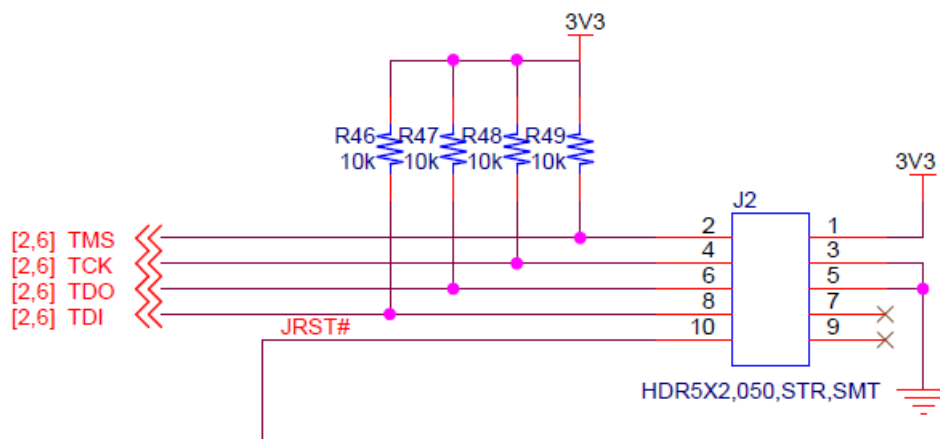 3V3
R46 R47 R48 R49
10k 10k 10k 10k
3V3
J2
[2,6] TMS 2 1
[2,6] TCK 4 3
[2,6] TDO 6 5
[2,6] TDI 8 7
JRST# 10 9
HDR5X2,050,STR,SMT